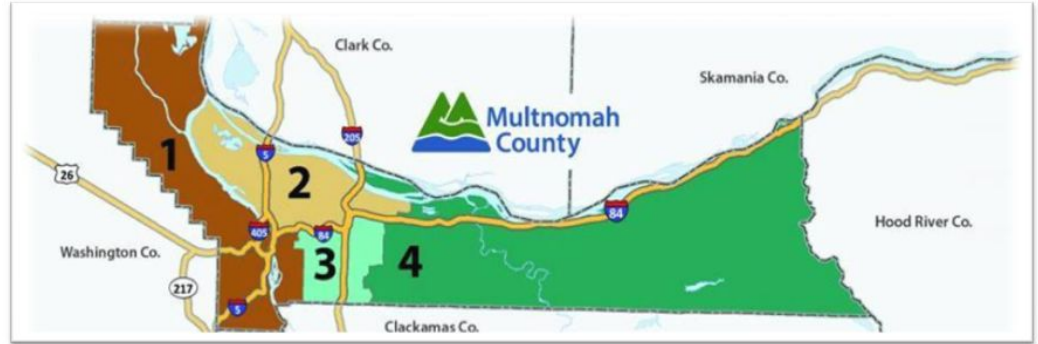 Clark Co.
Skamania Co.
Multnomah
County
205
5
1
26
2
84
Hood River Co.
405
84
Washington Co.
3
4
217
5
Clackamas Co.